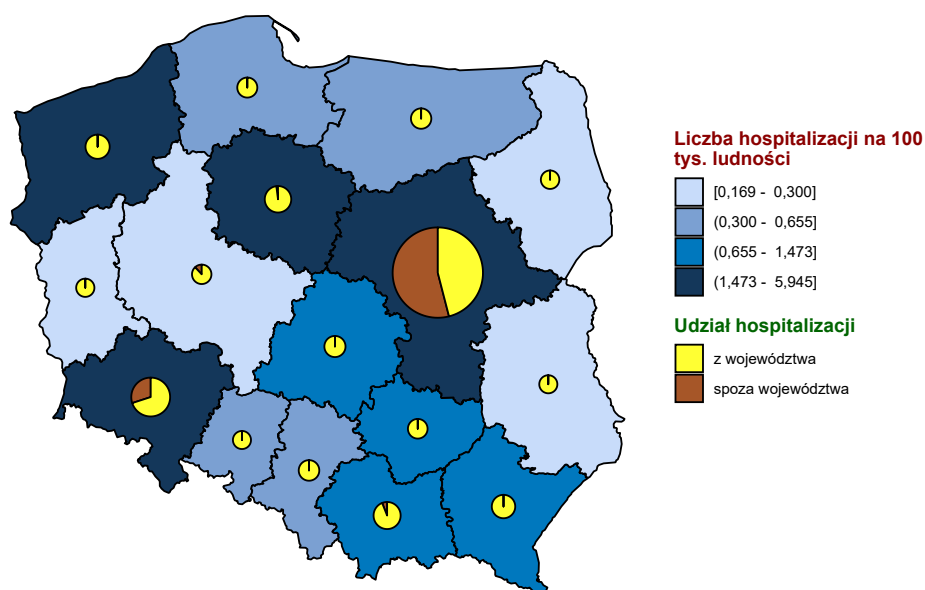 Liczba hospitalizacji na 100
tys. ludności
[0,169 - 0,300]
(0,300 - 0,655]
(0,655 - 1,473]
(1,473 - 5,945]
Udział hospitalizacji
z województwa
spoza województwa